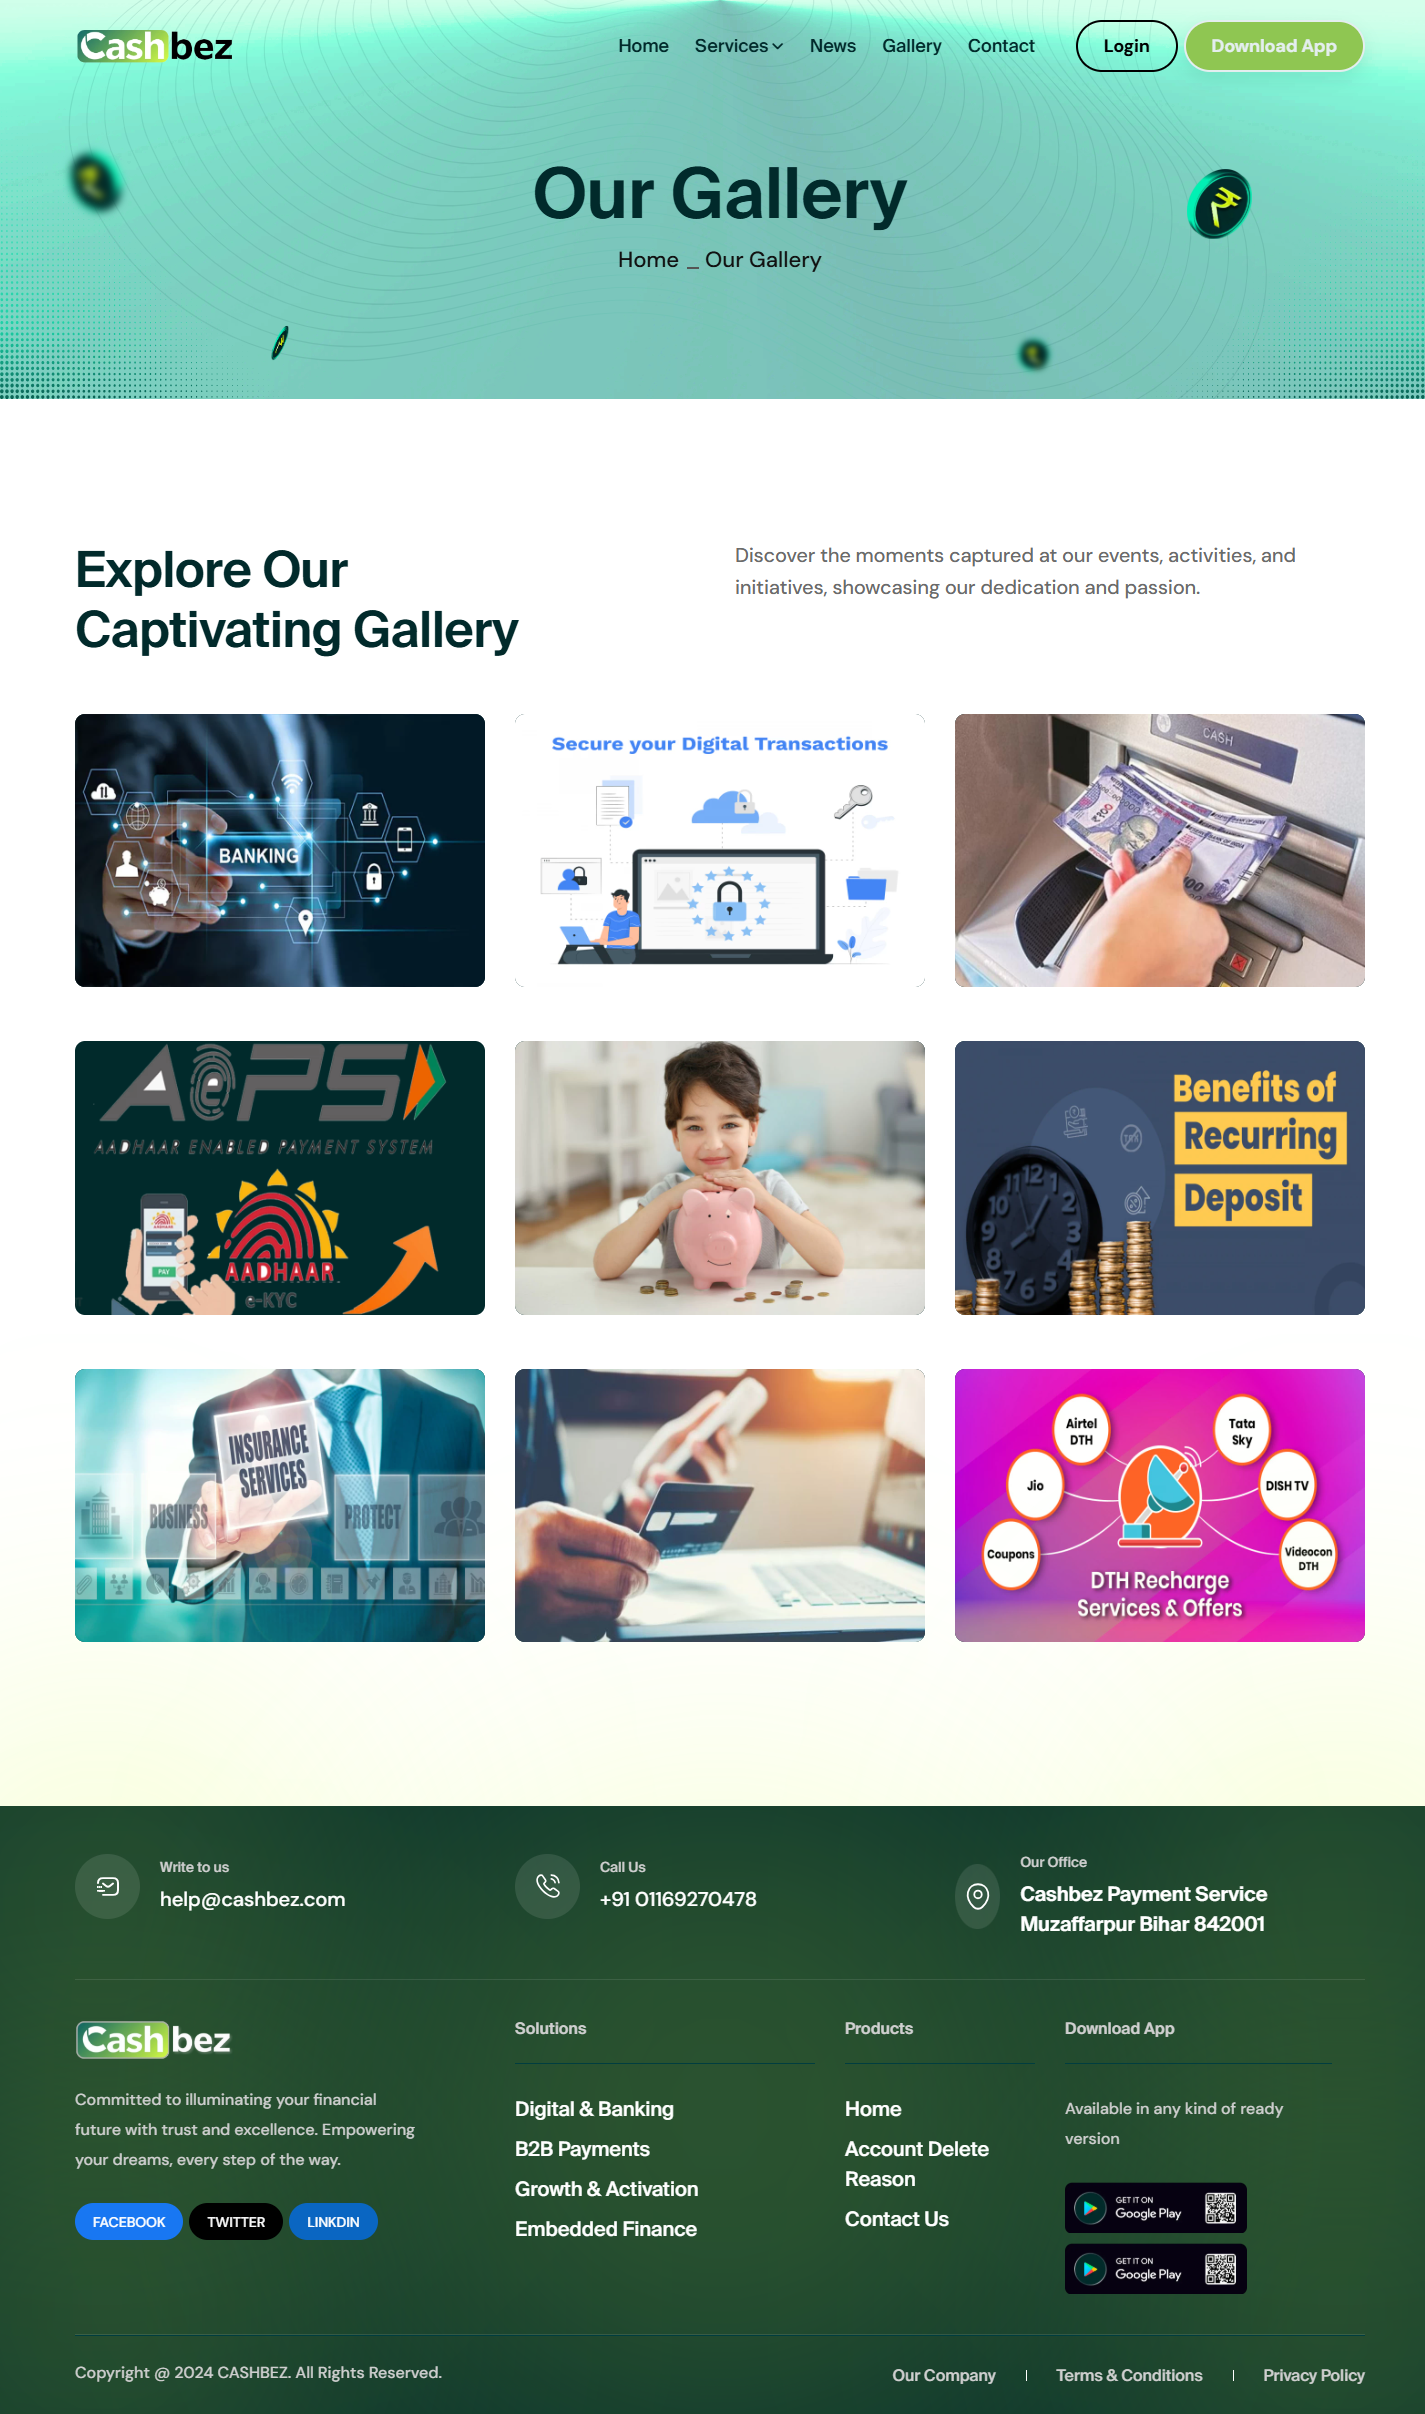 Cashbez
Home
Services
News
Gallery
Contact
Login
Download App
Our Gallery
Home _ Our Gallery
Explore Our
Captivating Gallery
Discover the moments captured at our events, activities, and
initiatives, showcasing our dedication and passion.
BANKING
Secure your Digital Transactions
CASH
AePS
AADHAAR ENABLED PAYMENT SYSTEM
AADHAAR
PAY
AADHAAR
e-KYC
Benefits of
Recurring
Deposit
INSURANCE
SERVICES
BUSINESS
PROTECT
Airtel
DTH
Tata
Sky
Jio
DISH TV
Coupons
Videocon
DTH
DTH Recharge
Services & Offers
Write to us
help@cashbez.com
Call Us
+91 01169270478
Our Office
Cashbez Payment Service
Muzaffarpur Bihar 842001
Cashbez
Committed to illuminating your financial
future with trust and excellence. Empowering
your dreams, every step of the way.
FACEBOOK
TWITTER
LINKDIN
Solutions
Digital & Banking
B2B Payments
Growth & Activation
Embedded Finance
Products
Home
Account Delete
Reason
Contact Us
Download App
Available in any kind of ready
version
GET IT ON
Google Play
GET IT ON
Google Play
Copyright @ 2024 CASHBEZ. All Rights Reserved.
Our Company
Terms & Conditions
Privacy Policy